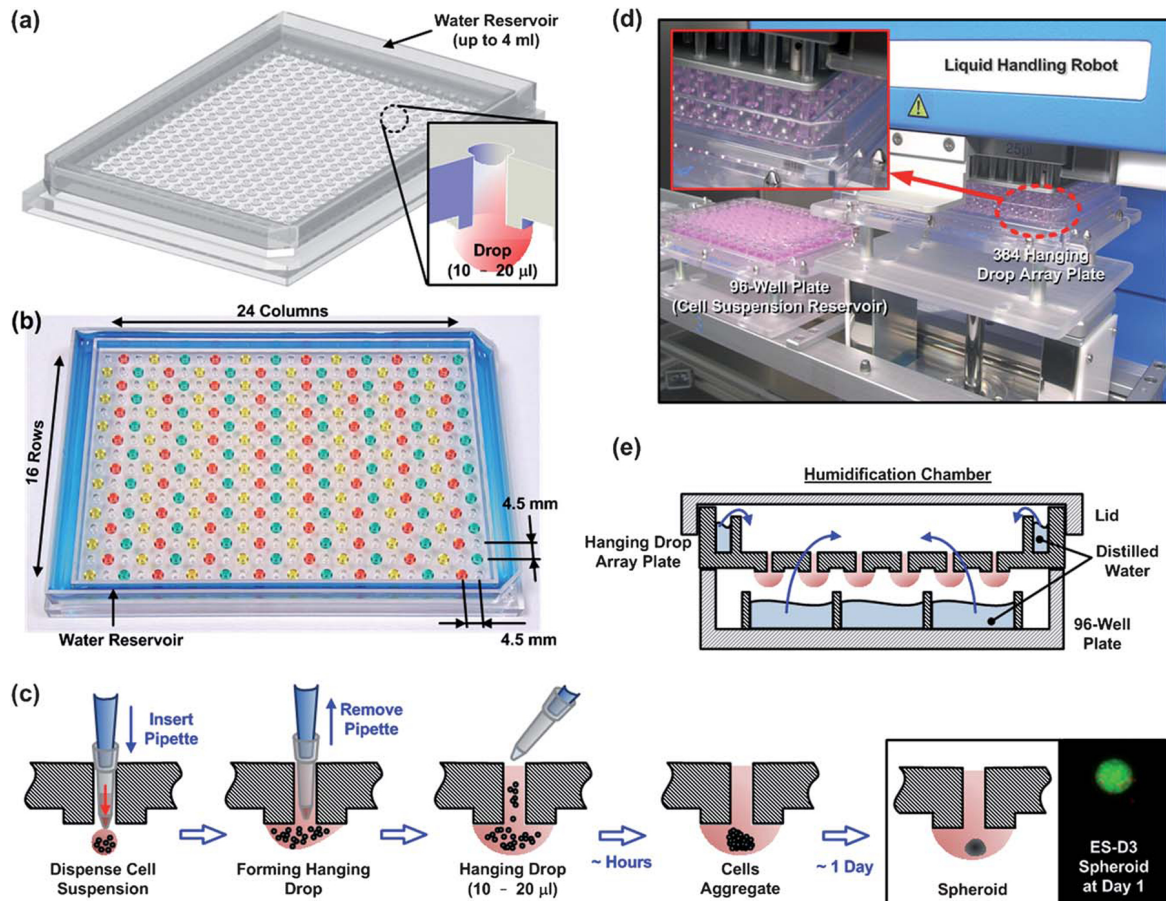 (a)
Water Reservoir
(up to 4 ml)
Drop
(10 – 20 µl)
(b)
24 Columns
16 Rows
4.5 mm
4.5 mm
Water Reservoir
(c)
Insert
Pipette
Remove
Pipette
Dispense Cell
Suspension
Forming Hanging
Drop
Hanging Drop
(10 – 20 µl)
~ Hours
Cells
Aggregate
~ 1 Day
Spheroid
ES-D3
Spheroid
at Day 1
(d)
Liquid Handling Robot
25µl
384 Hanging
Drop Array Plate
96-Well Plate
(Cell Suspension Reservoir)
(e)
Humidification Chamber
Hanging Drop
Array Plate
Lid
Distilled
Water
96-Well
Plate